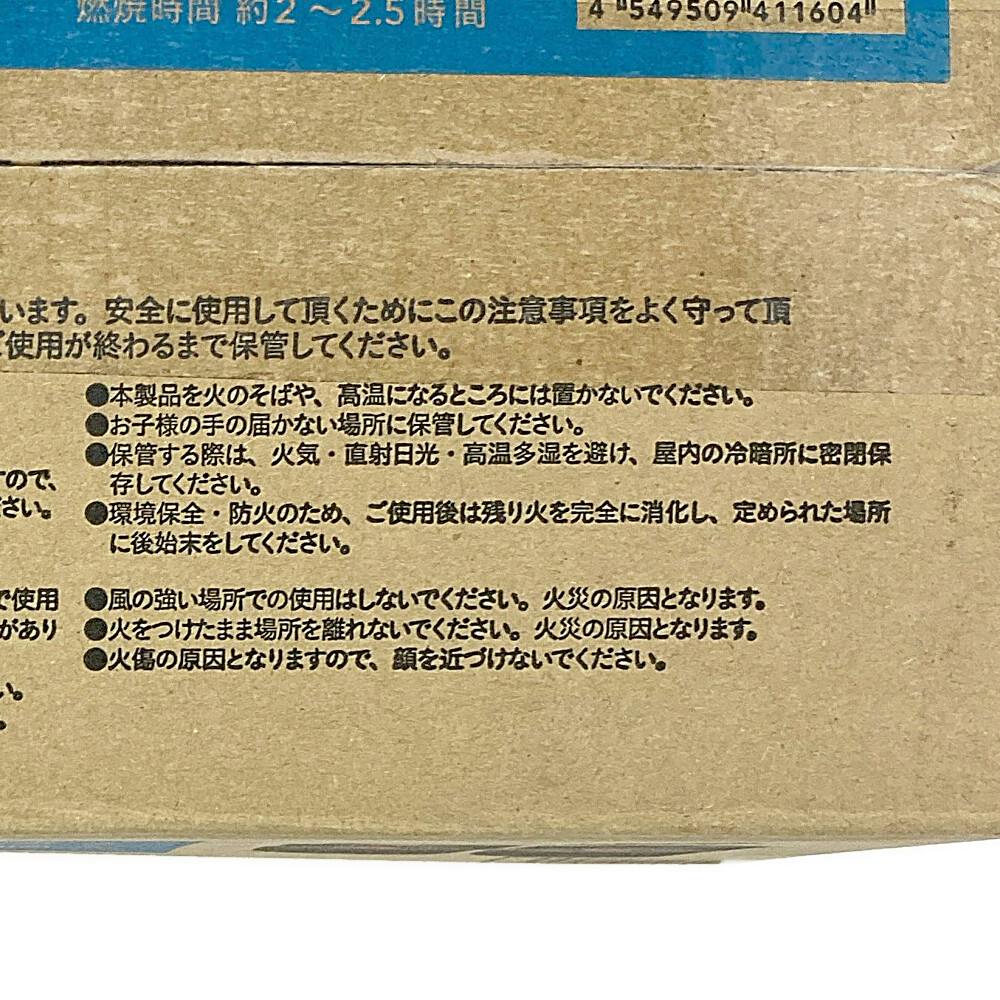 燃焼時間 約2～2.5時間
4 549509 411604
います。安全に使用して頂くためにこの注意事項をよく守って頂
ご使用が終わるまで保管してください。
●本製品を火のそばや、高温になるところには置かないでください。
●お子様の手の届かない場所に保管してください。
●保管する際は、火気・直射日光・高温多湿を避け、屋内の冷暗所に密閉保
存してください。
●環境保全・防火のため、ご使用後は残り火を完全に消化し、定められた場所
に後始末をしてください。
すので、
ださい。
●風の強い場所での使用はしないでください。火災の原因となります。
●火をつけたまま場所を離れないでください。火災の原因となります。
●火傷の原因となりますので、顔を近づけないでください。
で使用
があり
い。